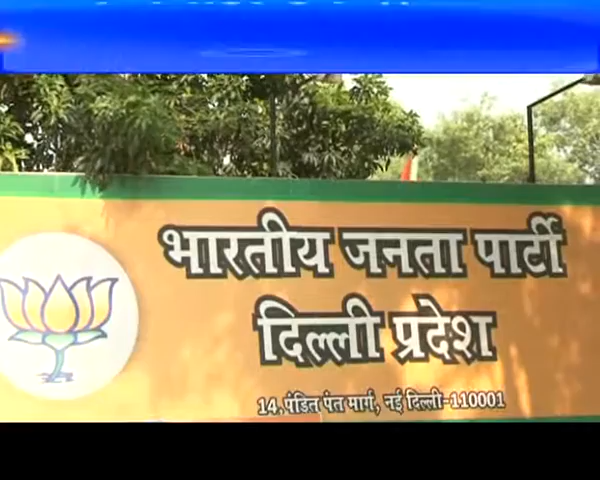 भारतीय जनता पार्टी
दिल्ली प्रदेश
14, पंडित पंत मार्ग, नई दिल्ली-110001